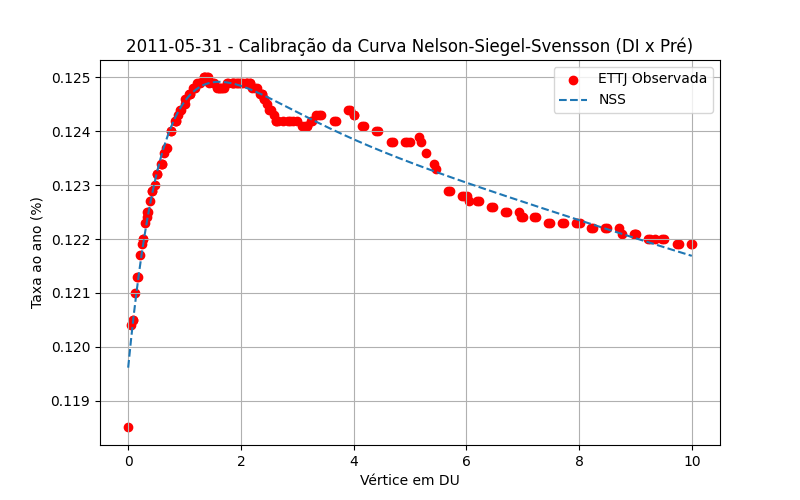 2011-05-31 - Calibração da Curva Nelson-Siegel-Svensson (DI x Pré)
ETTJ Observada
NSS
Taxa ao ano (%)
0.125
0.124
0.123
0.122
0.121
0.120
0.119
0 2 4 6 8 10
Vértice em DU